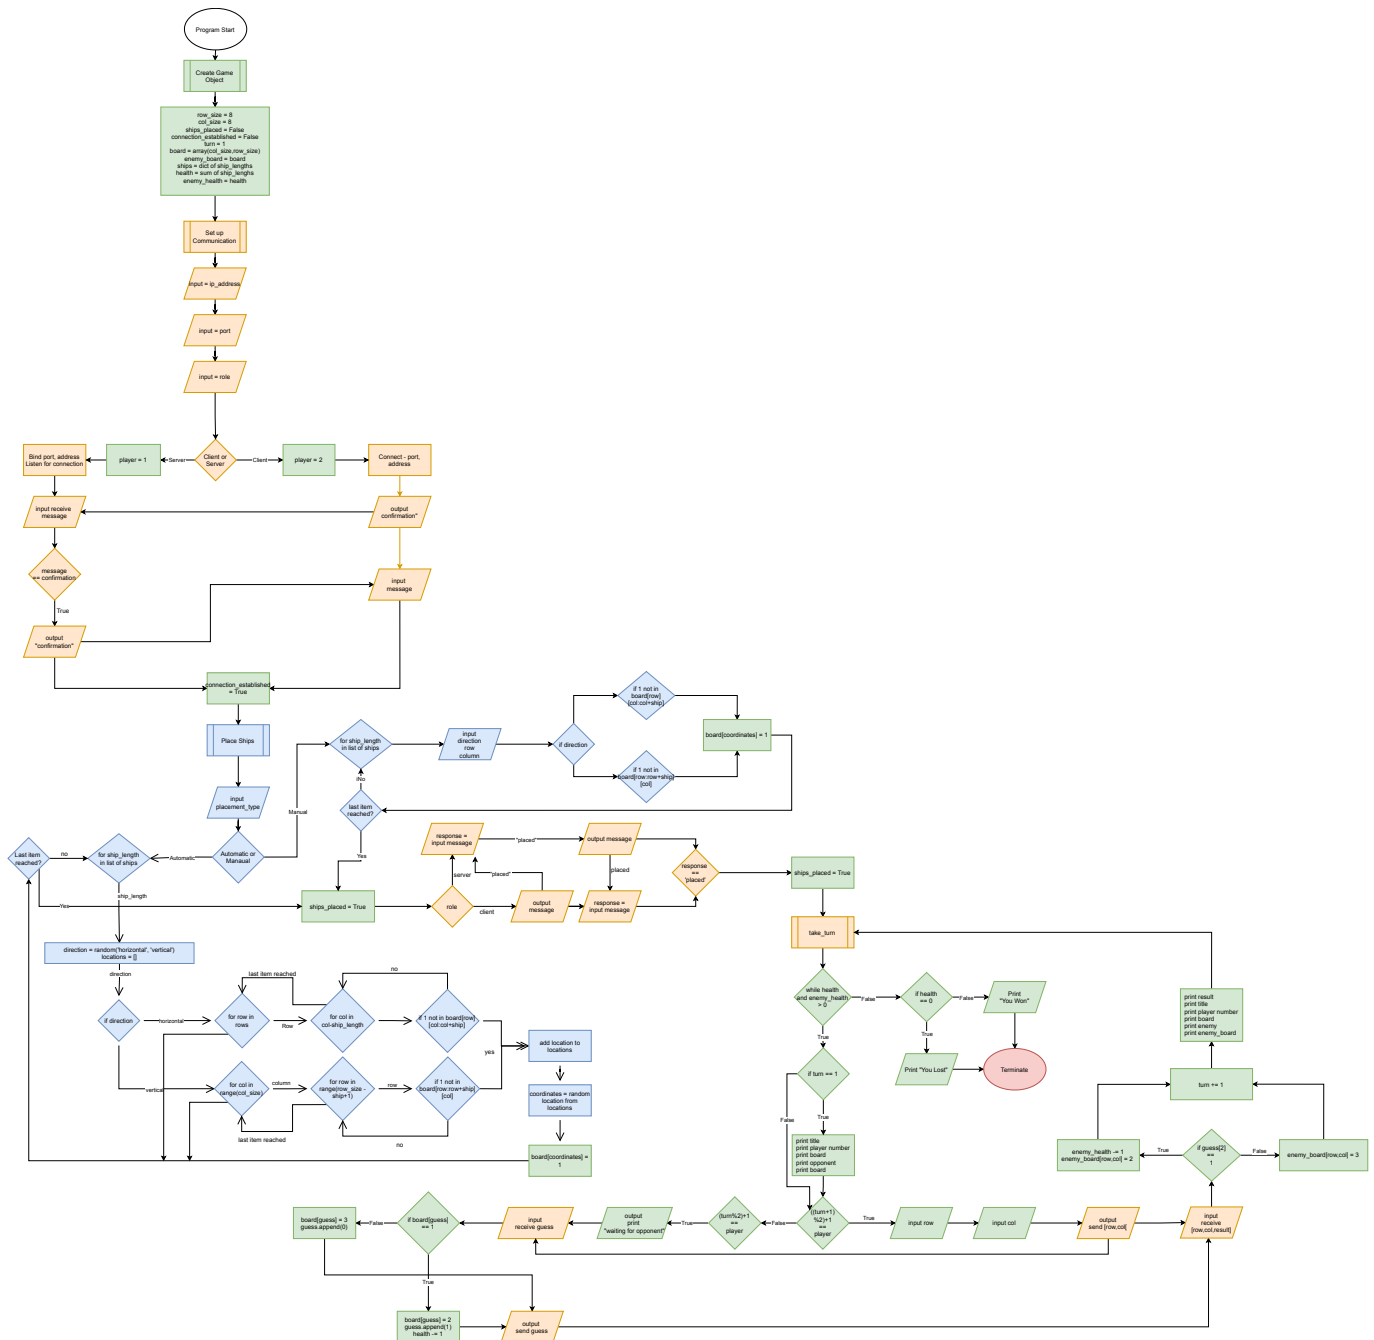 Program Start
Create Game
Object
row_size = 8
col_size = 8
ships_placed = False
connection_established = False
turn = 1
board = array(col_size,row_size)
enemy_board = board
ships = dict of ship_lengths
health = sum of ship_lenghs
enemy_health = health
Set up
Communication
input = ip_address
input = port
input = role
Bind port, address
Listen for connection
player = 1
Server
Client or
Server
Client
player = 2
Connect - port,
address
input receive
message
output
confirmation"
message
== confirmation
input
message
True
output
"confirmation"
connection_established
= True
Place Ships
input
placement_type
Automatic or
Manaual
Automatic
Manual
for ship_length
in list of ships
input
direction
row
column
if direction
if 1 not in
board[row]
[col:col+ship]
if 1 not in
board[row:row+ship]
[col]
board[coordinates] = 1
iNo
last item
reached?
Yes
Last item
reached?
no
for ship_length
in list of ships
ship_length
Yes
ships_placed = True
role
server
client
response =
input message
"placed"
output message
"placed"
placed
output
message
response =
input message
response
==
'placed'
ships_placed = True
take_turn
direction = random('horizontal', 'vertical')
locations = []
direction
if direction
horizontal
for row in
rows
last item reached
Row
for col in
col-ship_length
no
if 1 not in board[row]
[col:col+ship]
yes
add location to
locations
vertical
for col in
range(col_size)
column
last item reached
for row in
range(row_size -
ship+1)
row
no
if 1 not in
board[row:row+ship]
[col]
coordinates = random
location from
locations
board[coordinates] =
1
while health
and enemy_health
> 0
False
if health
== 0
False
Print
"You Won"
True
Print "You Lost"
Terminate
True
if turn == 1
False
True
print title
print player number
print board
print opponent
print board
print result
print title
print player number
print board
print enemy
print enemy_board
turn += 1
enemy_health -= 1
enemy_board[row,col] = 2
True
if guess[2]
==
1
False
enemy_board[row,col] = 3
board[guess] = 3
guess.append(0)
False
if board[guess]
== 1
input
receive guess
output
print
"waiting for opponent"
True
(turn%2)+1
==
player
False
((turn+1)
%2)+1
==
player
True
input row
input col
output
send [row,col[
input
receive
[row,col,result]
True
board[guess] = 2
guess.append(1)
health -= 1
output
send guess